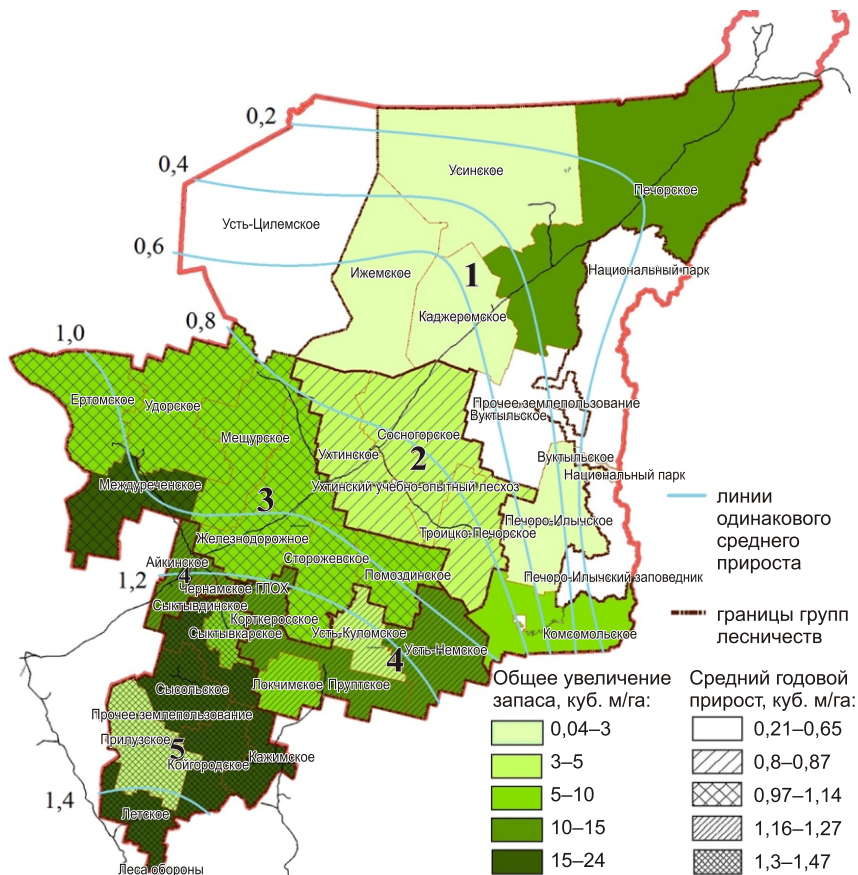 0,2
Усинское
0,4
Печорское
Усть-Цилемское
0,6
Ижемское
1
Национальный парк
Каджеромское
0,8
1,0
Прочее землепользование
Ертомское
Удорское
Вуктыльское
Мещурское
Сосногорское
Ухтинское
2
Вуктыльское
Национальный парк
Междуреченское
Ухтинский учебно-опытный лесхоз
3
Печоро-Илычское
Троицко-Печорское
Железнодорожное
Сторожевское
Айкинское
4
Помоздинское
Печоро-Илычский заповедник
1,2
Чернамское ГЛОХ
Сыктывдинское
Корткеросское
Сыктывкарское
Усть-Куломское
Комсомольское
Усть-Немское
4
Сысольское
Локчимское
Пруптское
Прочее землепользование
Прилузское
5
Кажимское
Койгородское
1,4
Летское
Леса обороны
линии
одинакового
среднего
прироста
границы групп
лесничеств
Общее увеличение
запаса, куб. м/га:
0,04–3
3–5
5–10
10–15
15–24
Средний годовой
прирост, куб. м/га:
0,21–0,65
0,8–0,87
0,97–1,14
1,16–1,27
1,3–1,47